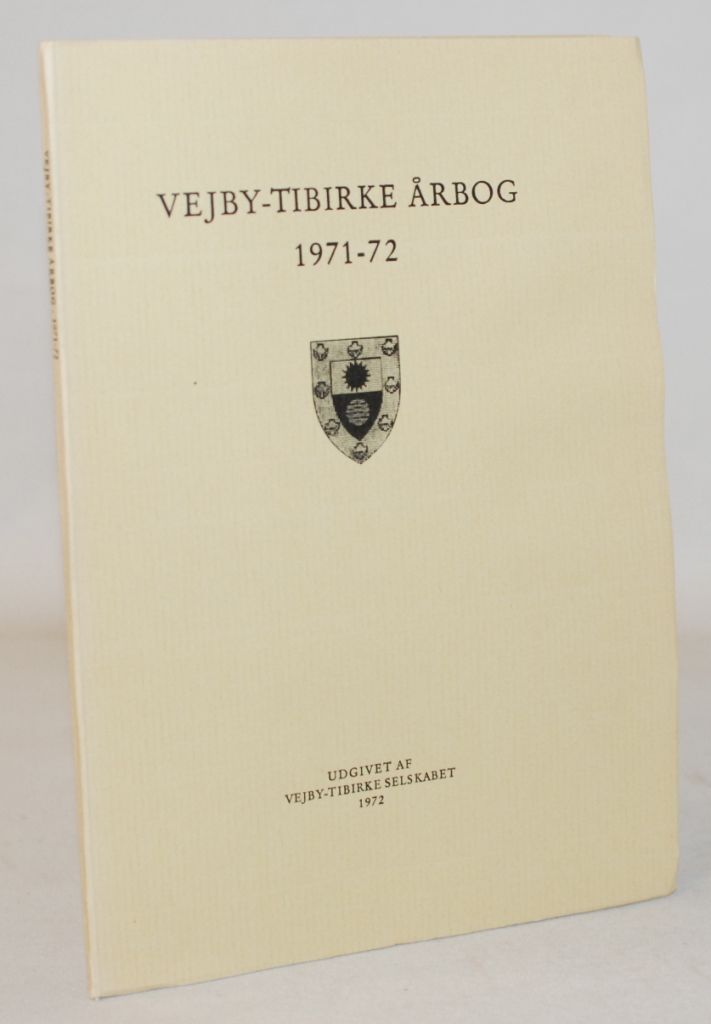 VEJBY-TIBIRKE ÅRBOG
1971-72
UDGIVET AF
VEJBY-TIBIRKE SELSKABET
1972
VEJBY-TIBIRKE ÅRBOG · 1971-72